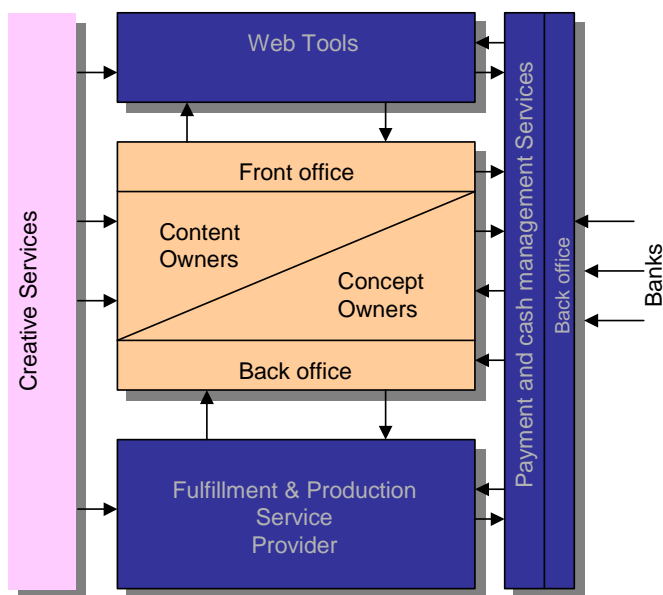 Creative Services
Web Tools
Front office
Content
Owners
Concept
Owners
Back office
Fulfillment & Production
Service
Provider
Payment and cash management Services
Back office
Banks